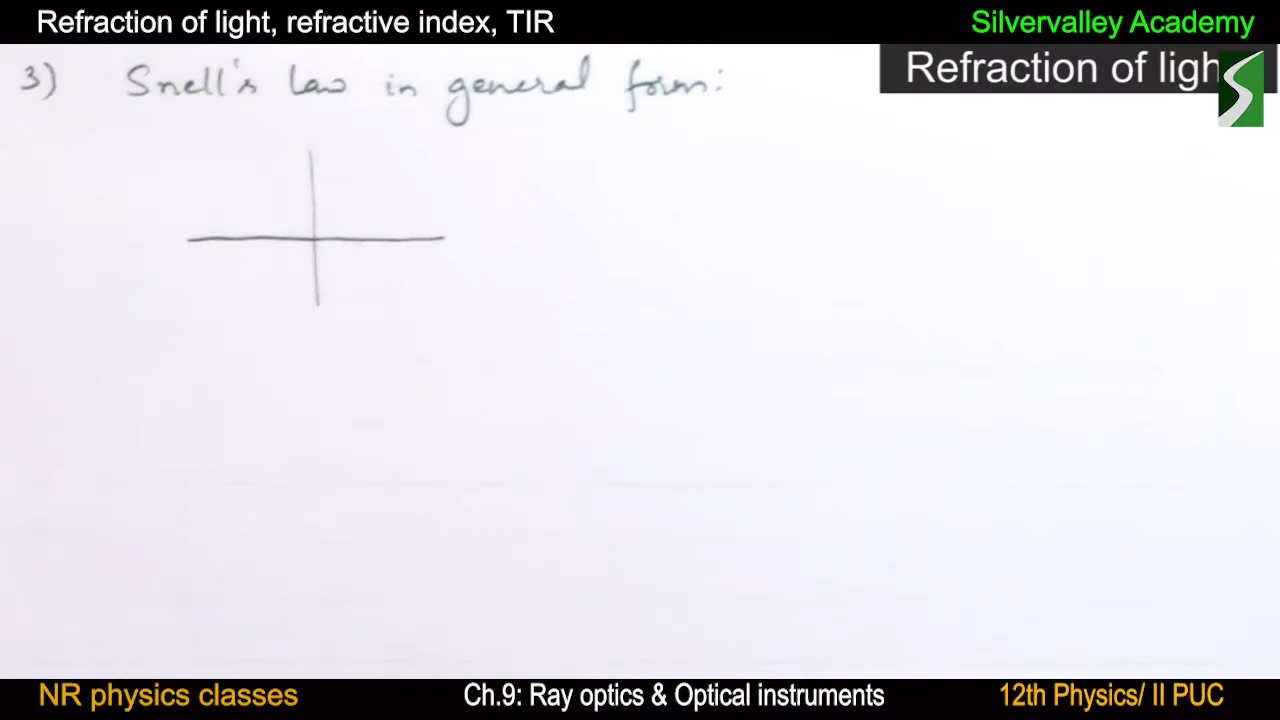 Refraction of light, refractive index, TIR
Silvervalley Academy
3) Snell's law in general form:
Refraction of ligh
NR physics classes
Ch.9: Ray optics & Optical instruments
12th Physics/ II PUC